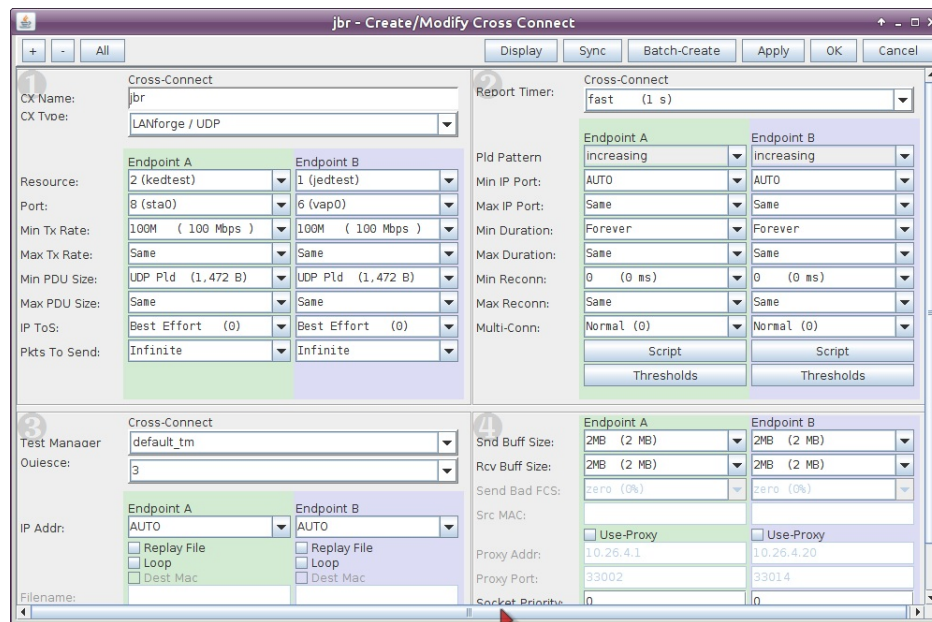 jbr - Create/Modify Cross Connect
+ - All Display Sync Batch-Create Apply OK Cancel
1
Cross-Connect
CX Name: jbr
CX Type: LANforge / UDP
Endpoint A Endpoint B
Resource: 2 (kedtest) 1 (jedtest)
Port: 8 (sta0) 6 (vap0)
Min Tx Rate: 100M ( 100 Mbps ) 100M ( 100 Mbps )
Max Tx Rate: Same Same
Min PDU Size: UDP Pld (1,472 B) UDP Pld (1,472 B)
Max PDU Size: Same Same
IP ToS: Best Effort (0) Best Effort (0)
Pkts To Send: Infinite Infinite
2
Cross-Connect
Report Timer: fast (1 s)
Endpoint A Endpoint B
Pld Pattern increasing increasing
Min IP Port: AUTO AUTO
Max IP Port: Same Same
Min Duration: Forever Forever
Max Duration: Same Same
Min Reconn: 0 (0 ms) 0 (0 ms)
Max Reconn: Same Same
Multi-Conn: Normal (0) Normal (0)
Script Script
Thresholds Thresholds
3
Cross-Connect
Test Manager default_tm
Quiesce: 3
Endpoint A Endpoint B
IP Addr: AUTO AUTO
Replay File Replay File
Loop Loop
Dest Mac Dest Mac
Filename:
4
Endpoint A Endpoint B
Snd Buff Size: 2MB (2 MB) 2MB (2 MB)
Rcv Buff Size: 2MB (2 MB) 2MB (2 MB)
Send Bad FCS: zero (0%) zero (0%)
Src MAC:
Use-Proxy Use-Proxy
Proxy Addr: 10.26.4.1 10.26.4.20
Proxy Port: 33002 33014
Socket Priority: 0 0